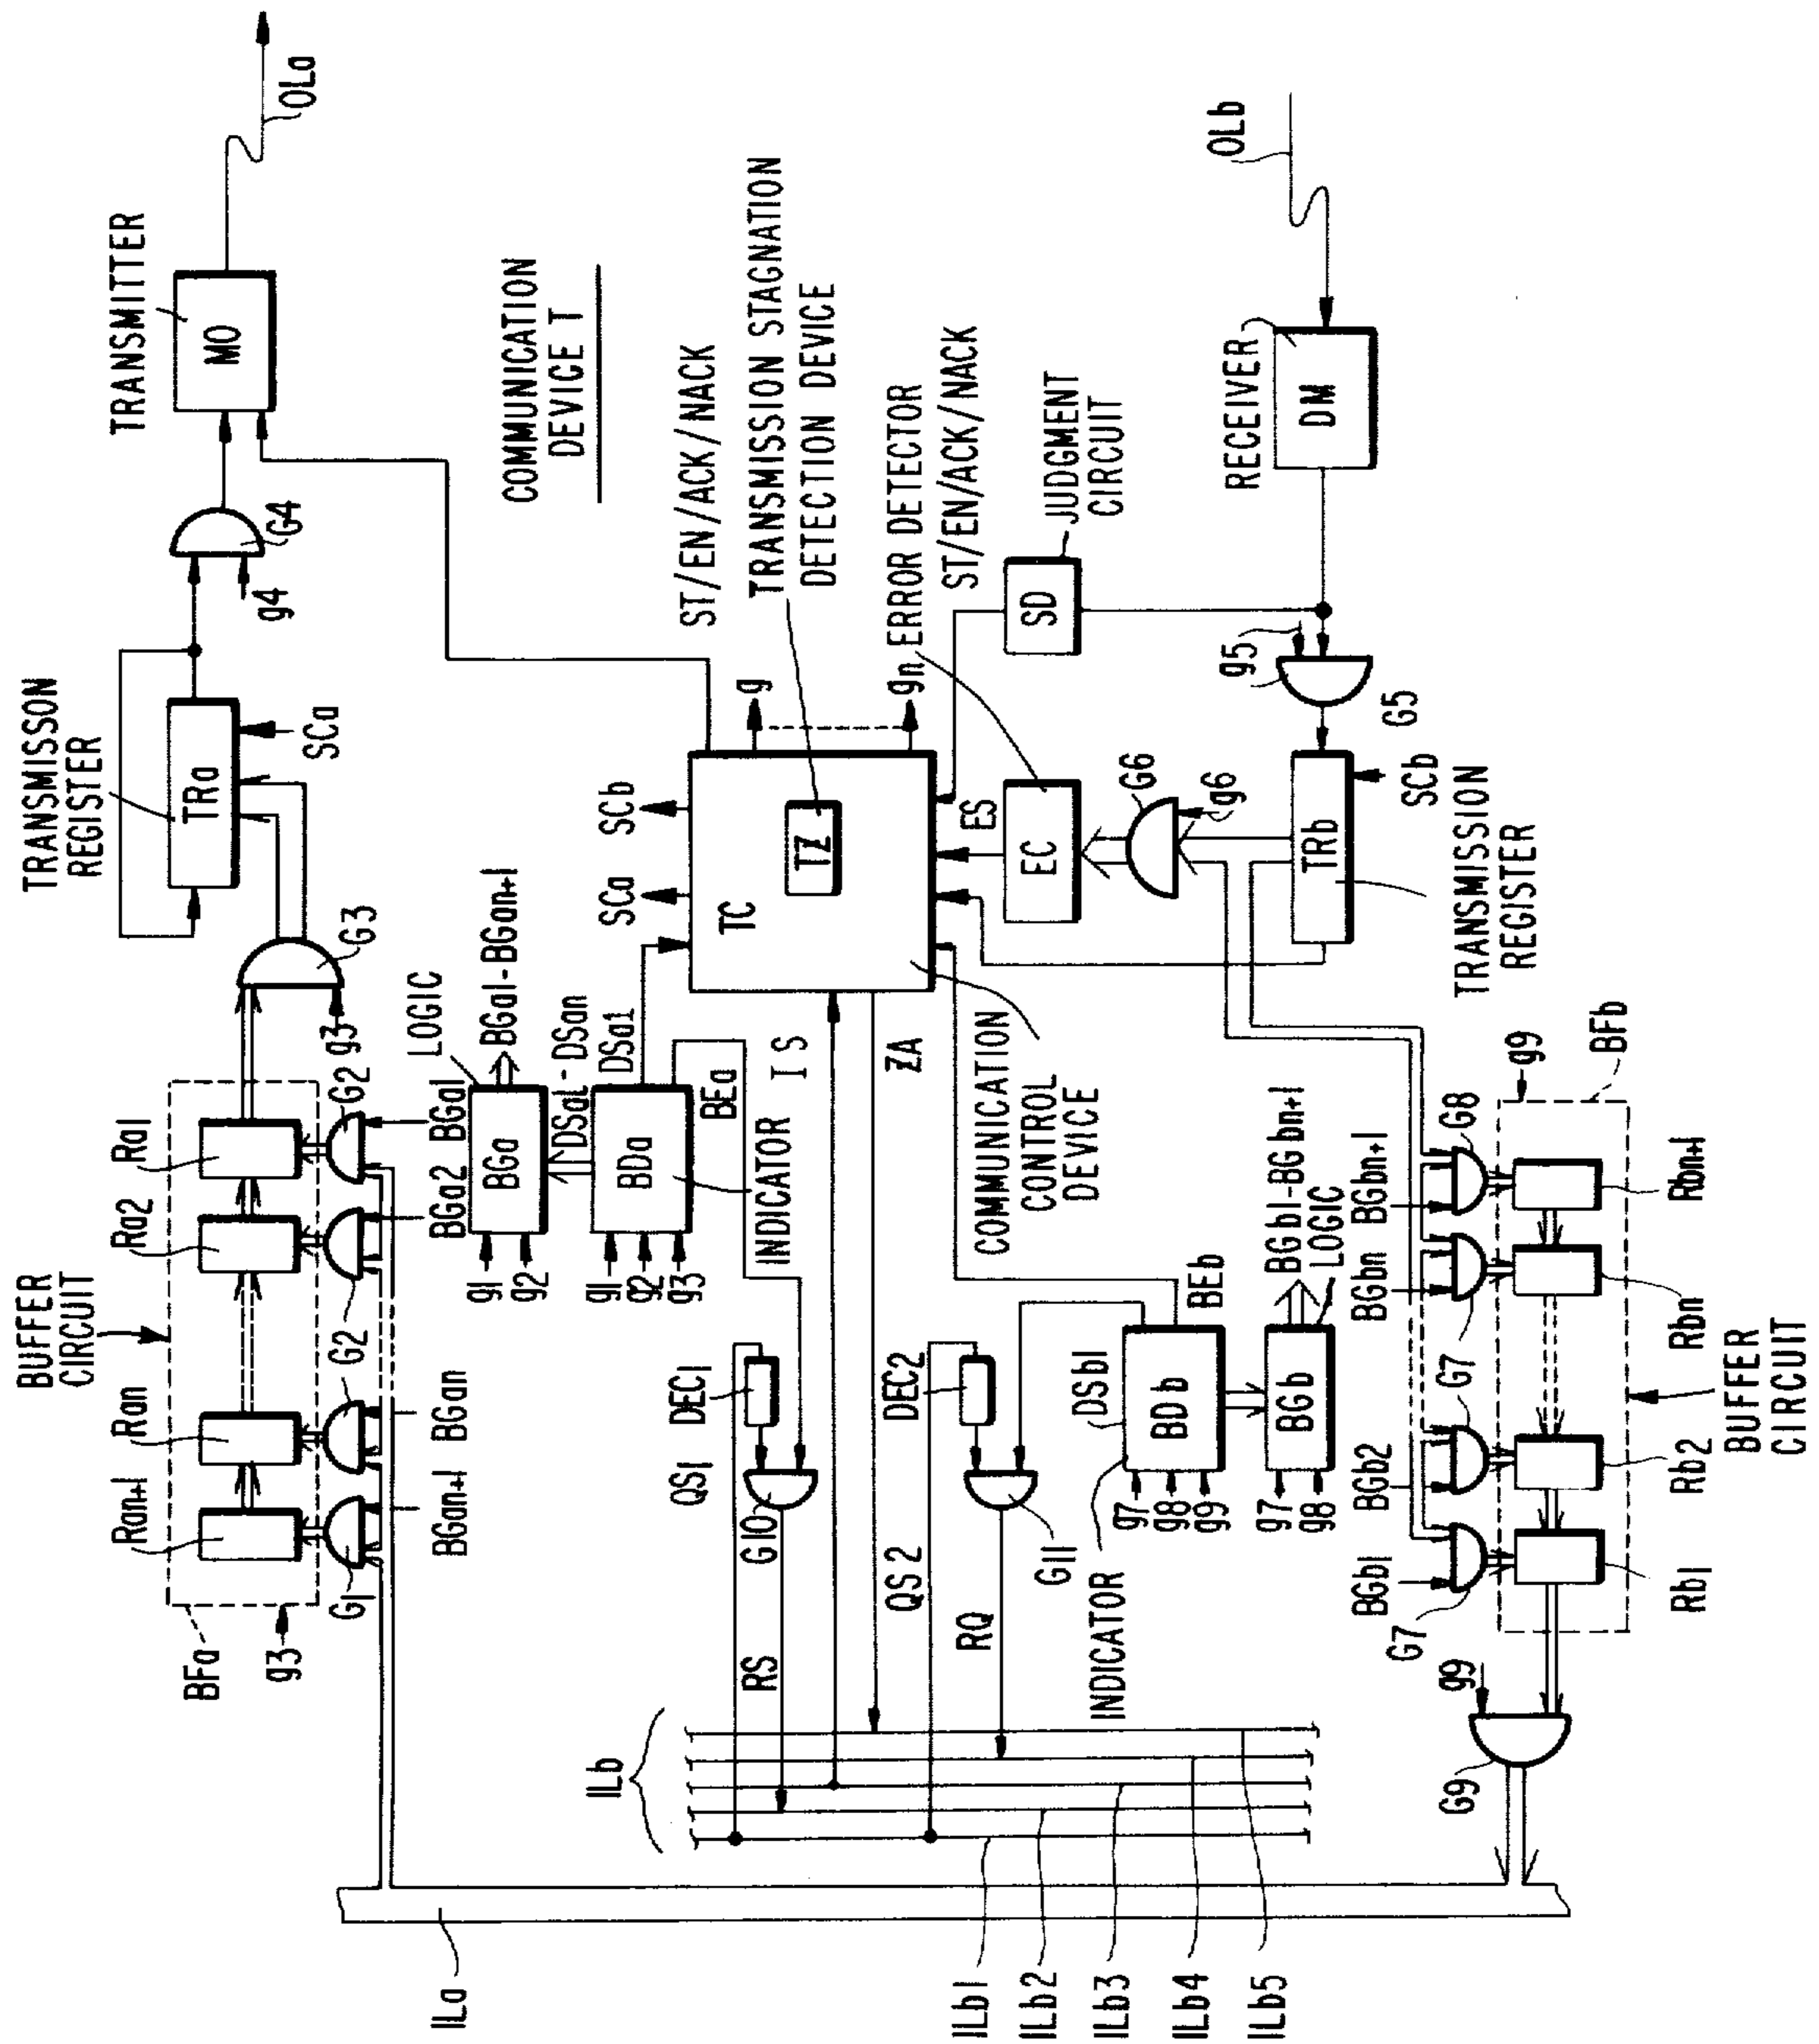 OLa
TRANSMITTER
MO
G4
g4
TRANSMISSON
REGISTER
TRa
SCa
G3
g3
BUFFER
CIRCUIT
Ra1
Ra2
Ran
Ran+1
G2
G2
G1
BFa
g3
BGa1
BGa2
BGan
BGan+1
COMMUNICATION
DEVICE T
ST/EN/ACK/NACK
TRANSMISSION STAGNATION
DETECTION DEVICE
g
gn
ERROR DETECTOR
ST/EN/ACK/NACK
JUDGMENT
CIRCUIT
SD
SCb
SCa
TC
TZ
LOGIC
BGa1-BGan+1
BGa
g1
g2
DSa1-DSan
DSa1
BDa
g1
g2
g3
BEa
INDICATOR
IS
ZA
COMMUNICATION
CONTROL
DEVICE
ES
EC
G6
g6
OLb
RECEIVER
DM
g5
G5
TRb
SCb
TRANSMISSION
REGISTER
DEC1
QS1
G10
RS
DEC2
QS2
G11
RQ
DSb1
BDb
BEb
g7
g8
g9
INDICATOR
BGb1-BGbn+1
LOGIC
BGb
g7
g8
BGbn+1
BGbn
BGb2
BGb1
G8
G7
G7
G7
g9
BFb
Rbn+1
Rbn
Rb2
Rb1
BUFFER
CIRCUIT
g9
G9
ILb
ILa
ILb1
ILb2
ILb3
ILb4
ILb5